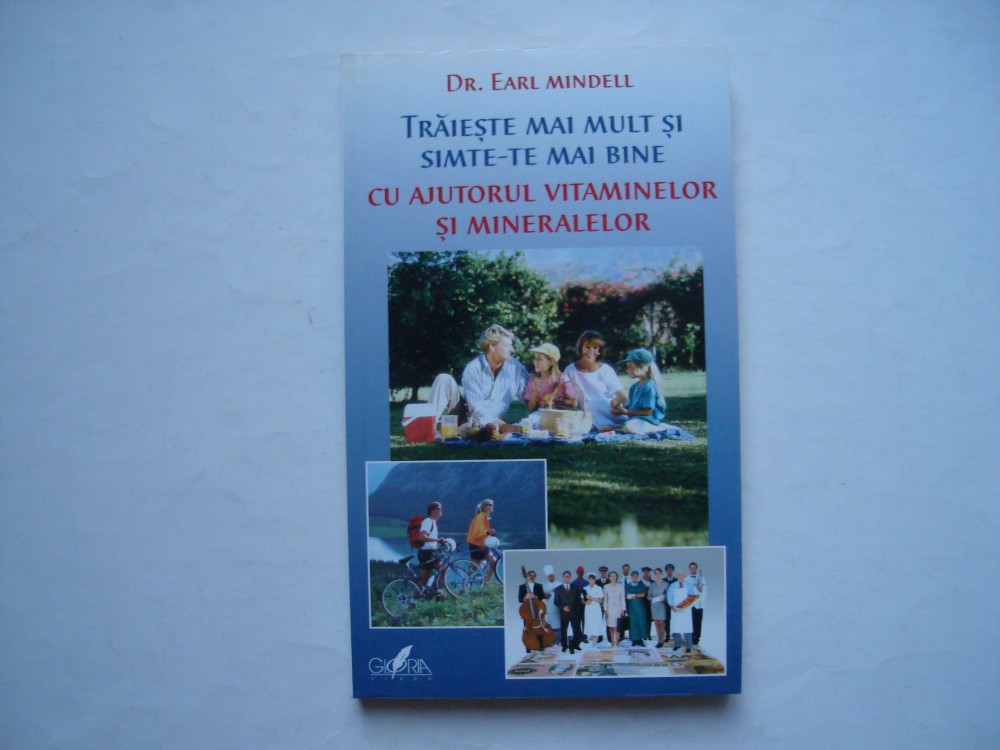 DR. EARL MINDELL
TRĂIEȘTE MAI MULT ȘI
SIMTE-TE MAI BINE
CU AJUTORUL VITAMINELOR
ȘI MINERALELOR
GLORIA